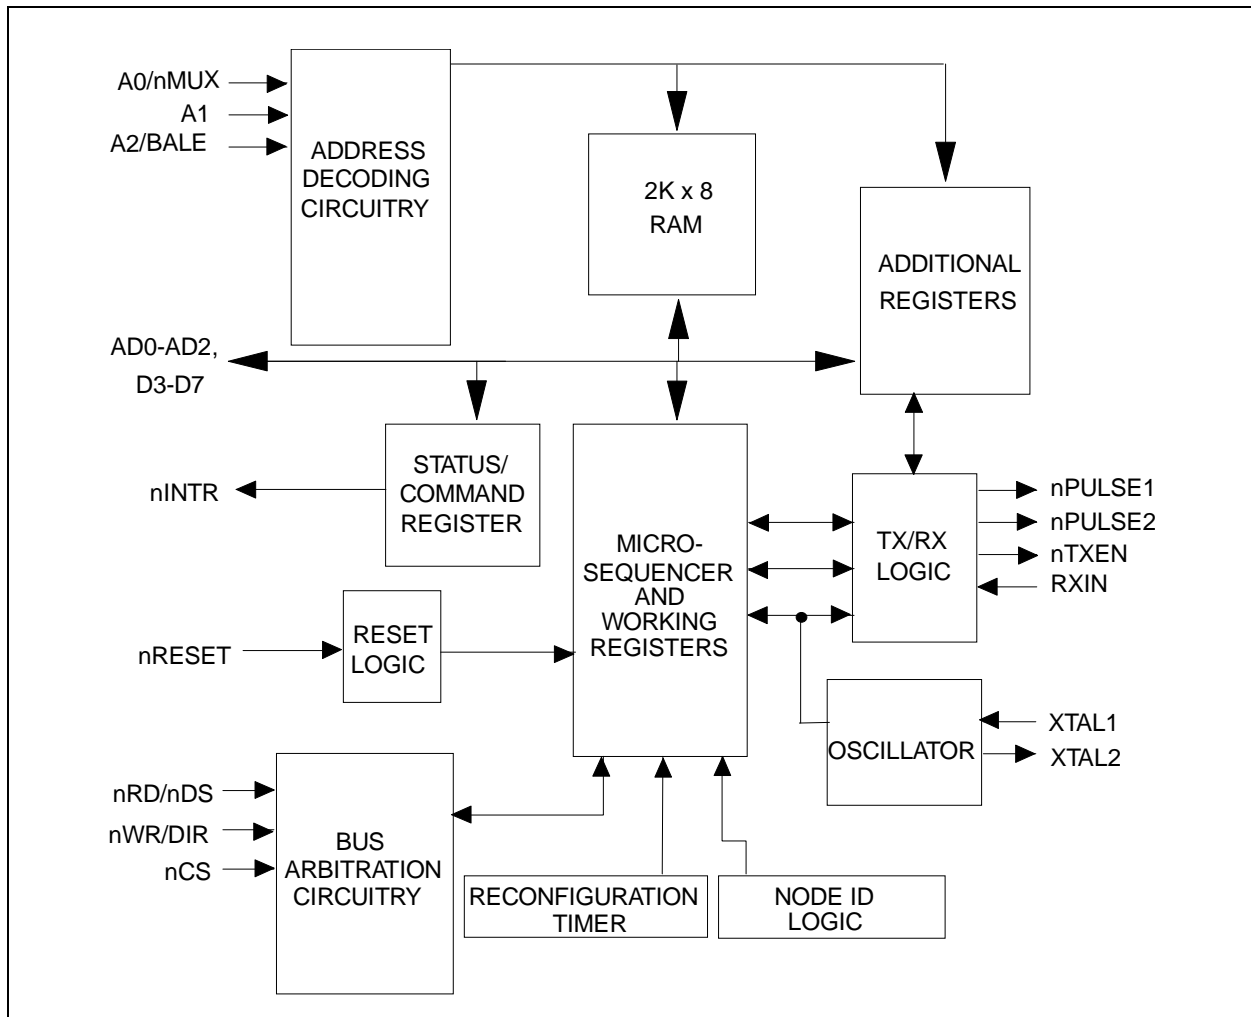 A0/nMUX
A1
A2/BALE
ADDRESS
DECODING
CIRCUITRY
2K x 8
RAM
ADDITIONAL
REGISTERS
AD0-AD2,
D3-D7
nINTR
STATUS/
COMMAND
REGISTER
MICRO-
SEQUENCER
AND
WORKING
REGISTERS
TX/RX
LOGIC
nPULSE1
nPULSE2
nTXEN
RXIN
nRESET
RESET
LOGIC
OSCILLATOR
XTAL1
XTAL2
nRD/nDS
nWR/DIR
nCS
BUS
ARBITRATION
CIRCUITRY
RECONFIGURATION
TIMER
NODE ID
LOGIC